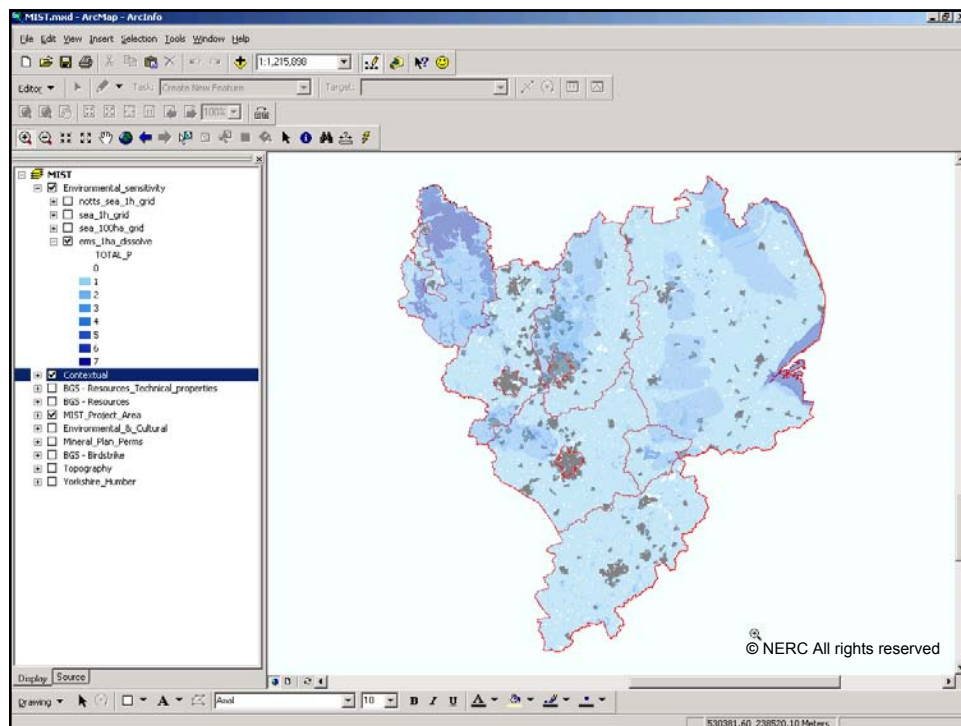 MIST.mxd - ArcMap - ArcInfo
File Edit View Insert Selection Tools Window Help
1:1,215,898
Editor Task: Create New Feature Target:
100%
MIST
Environmental_sensitivity
notts_sea_1h_grid
sea_1h_grid
sea_100ha_grid
ems_1ha_dissolve
TOTAL_P
0
1
2
3
4
5
6
7
Contextual
BGS - Resources_Technical_properties
BGS - Resources
MIST_Project_Area
Environmental_&_Cultural
Mineral_Plan_Perms
BGS - Birdstrike
Topography
Yorkshire_Humber
© NERC All rights reserved
Display Source
Drawing A Arial 10 B I U A
530381.60 238520.10 Meters